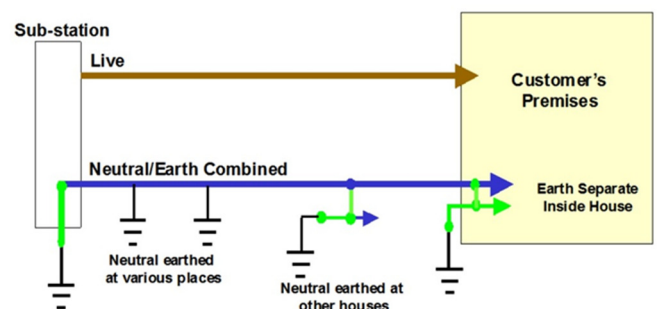 Sub-station
Live
Customer's
Premises
Neutral/Earth Combined
Earth Separate
Inside House
Neutral earthed
at various places
Neutral earthed at
other houses